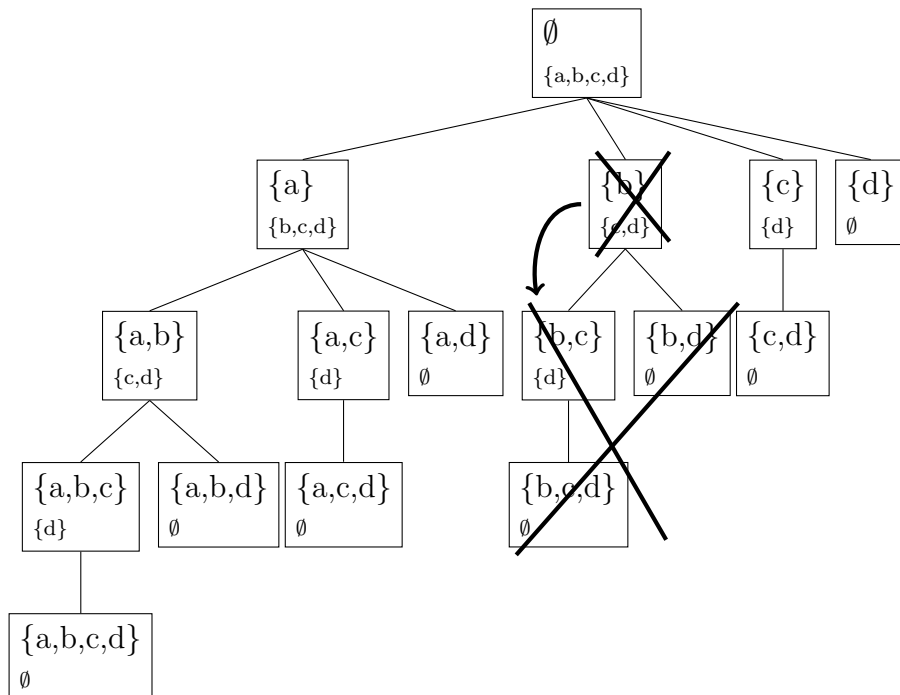 ∅
{a,b,c,d}
{a}
{b,c,d}
{b}
{c,d}
{c}
{d}
{d}
∅
{a,b}
{c,d}
{a,c}
{d}
{a,d}
∅
{b,c}
{d}
{b,d}
∅
{c,d}
∅
{a,b,c}
{d}
{a,b,d}
∅
{a,c,d}
∅
{b,c,d}
∅
{a,b,c,d}
∅